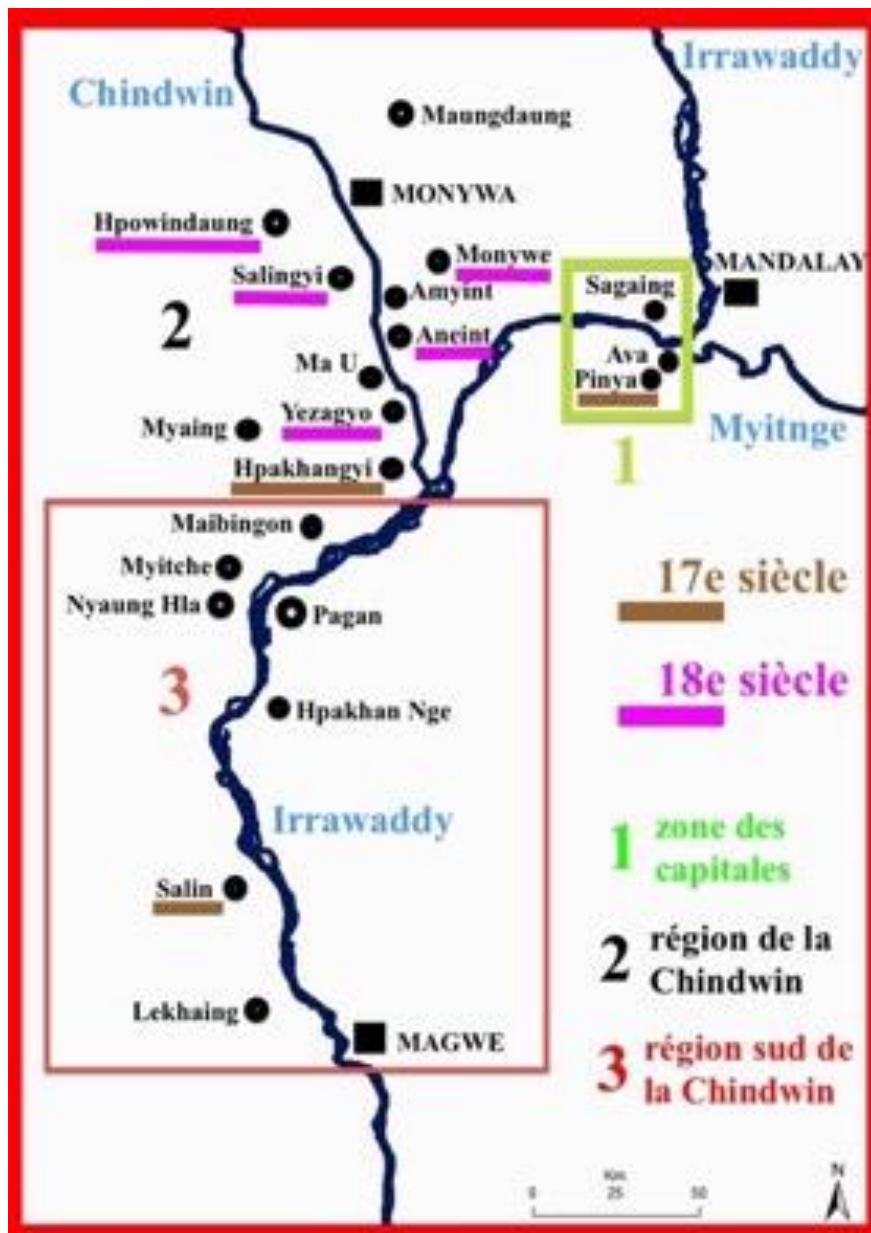 Irrawaddy
Chindwin
Maungdaung
MONYWA
Hpowindaung
Monywe
MANDALAY
Salingyi
Sagaing
Amyint
2
Aneint
Ava
Ma U
Pinya
Yezagyo
Myaing
Myitnge
1
Hpakhangyi
Maibingon
Myitche
17e siècle
Nyaung Hla
Pagan
3
18e siècle
Hpakhan Nge
Irrawaddy
1 zone des
capitales
Salin
2 région de la
Chindwin
Lekhaing
MAGWE
3 région sud de
la Chindwin
Km
0 25 50
N